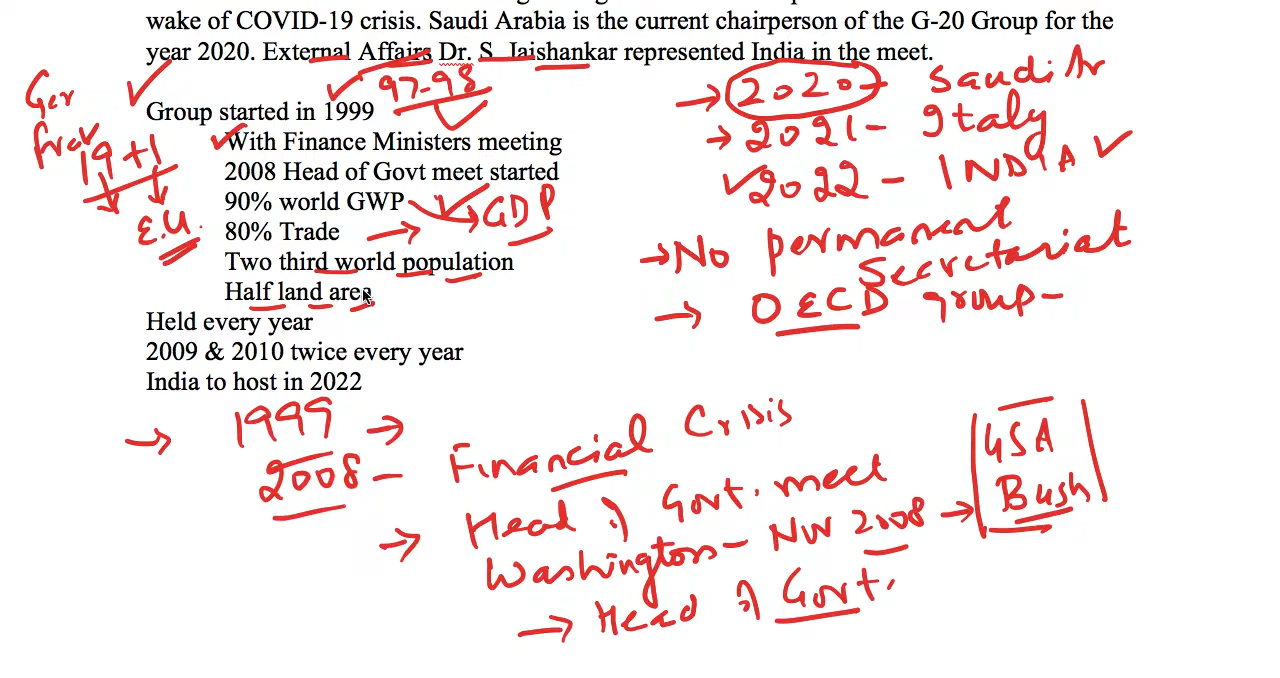 wake of COVID-19 crisis. Saudi Arabia is the current chairperson of the G-20 Group for the
year 2020. External Affairs Dr. S. Jaishankar represented India in the meet.
Ger
97-98
→ 2020 - Saudi Ar
Group started in 1999
→ 2021 - Italy
With Finance Ministers meeting
19 +1
2008 Head of Govt meet started
2022 - INDIA
90% world GWP
→ GDP
E.U.
80% Trade
→ No permanent
Secretariat
Two third world population
Half land area
→ OECD group -
Held every year
2009 & 2010 twice every year
India to host in 2022
→ 1999 →
2008 - Financial Crisis
USA
Bush
→ Head of Govt. meet
Washington - Nov 2008 →
→ Head of Govt.